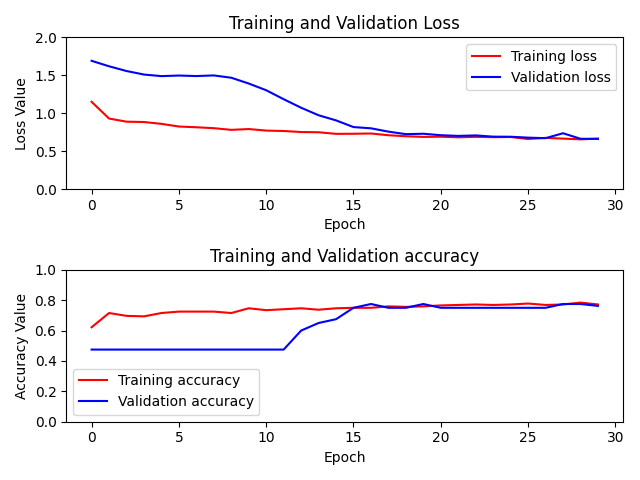 Training and Validation Loss
2.0
1.5
1.0
0.5
0.0
Loss Value
Training loss
Validation loss
0 5 10 15 20 25 30
Epoch
Training and Validation accuracy
1.0
0.8
0.6
0.4
0.2
0.0
Accuracy Value
Training accuracy
Validation accuracy
0 5 10 15 20 25 30
Epoch